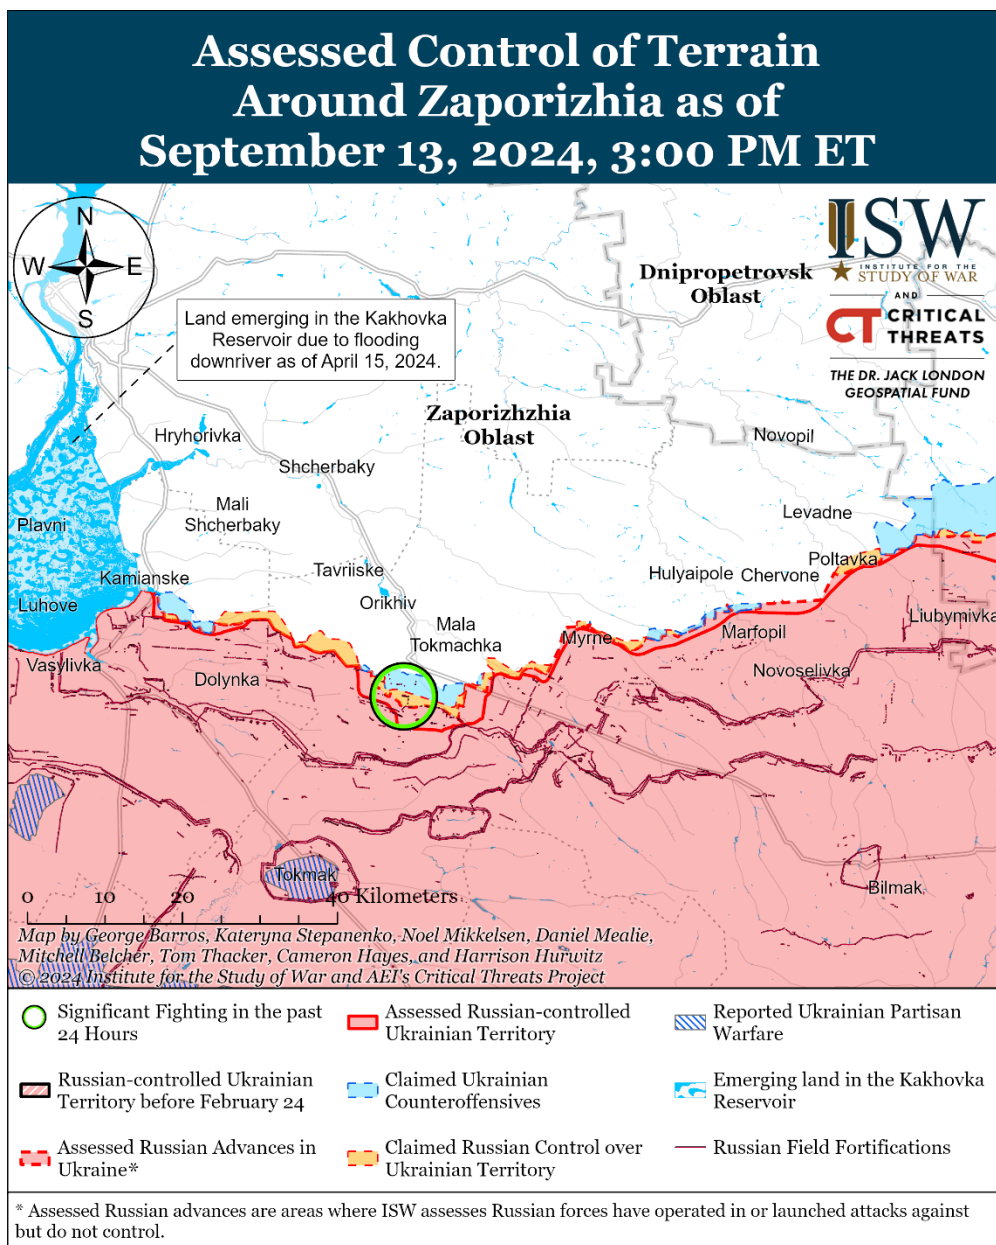 Assessed Control of Terrain
Around Zaporizhia as of
September 13, 2024, 3:00 PM ET
N
W
E
S
ISW
INSTITUTE FOR THE
STUDY OF WAR
AND
CT CRITICAL
THREATS
THE DR. JACK LONDON
GEOSPATIAL FUND
Dnipropetrovsk
Oblast
Land emerging in the Kakhovka
Reservoir due to flooding
downriver as of April 15, 2024.
Zaporizhzhia
Oblast
Hryhorivka
Novopil
Shcherbaky
Mali
Shcherbaky
Levadne
Plavni
Poltavka
Tavriiske
Kamianske
Hulyaipole
Chervone
Orikhiv
Luhove
Liubymivka
Mala
Tokmachka
Marfopil
Myrne
Vasylivka
Dolynka
Novoselivka
Tokmak
Bilmak
0 10 20 40 Kilometers
Map by George Barros, Kateryna Stepanenko, Noel Mikkelsen, Daniel Mealie,
Mitchell Belcher, Tom Thacker, Cameron Hayes, and Harrison Hurwitz
© 2024 Institute for the Study of War and AEI's Critical Threats Project
Significant Fighting in the past
24 Hours
Russian-controlled Ukrainian
Territory before February 24
Assessed Russian Advances in
Ukraine*
Assessed Russian-controlled
Ukrainian Territory
Claimed Ukrainian
Counteroffensives
Claimed Russian Control over
Ukrainian Territory
Reported Ukrainian Partisan
Warfare
Emerging land in the Kakhovka
Reservoir
Russian Field Fortifications
* Assessed Russian advances are areas where ISW assesses Russian forces have operated in or launched attacks against
but do not control.